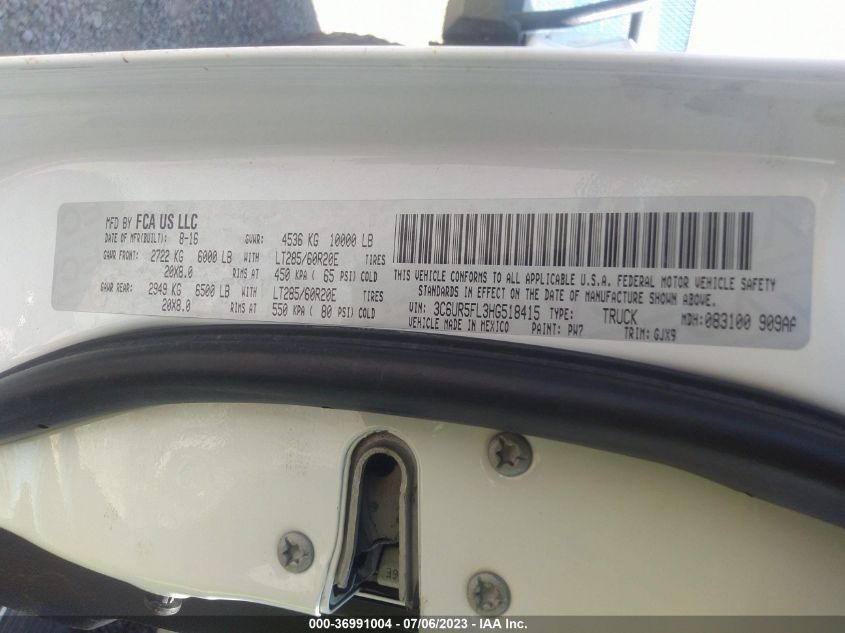 MFD BY FCA US LLC
DATE OF MFR(BUILT): 8-16 GVWR: 4536 KG 10000 LB
GAWR FRONT: 2722 KG 6000 LB WITH LT285/60R20E TIRES
20X8.0 RIMS AT 450 KPA ( 65 PSI) COLD
GAWR REAR: 2949 KG 6500 LB WITH LT285/60R20E TIRES
20X8.0 RIMS AT 550 KPA ( 80 PSI) COLD
THIS VEHICLE CONFORMS TO ALL APPLICABLE U.S.A. FEDERAL MOTOR VEHICLE SAFETY
STANDARDS IN EFFECT ON THE DATE OF MANUFACTURE SHOWN ABOVE.
VIN: 3C6UR5FL3HG518415 TYPE: TRUCK MDH:083100 909AF
VEHICLE MADE IN MEXICO PAINT: PW7 TRIM: GJX9
000-36991004 - 07/06/2023 - IAA Inc.